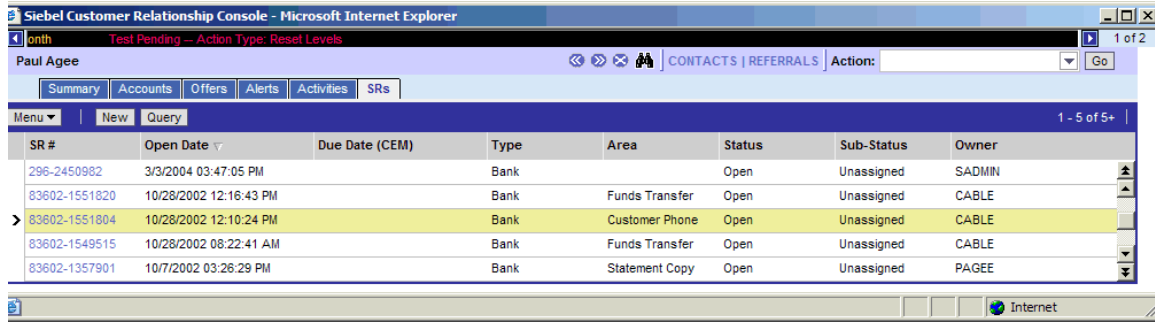 Siebel Customer Relationship Console - Microsoft Internet Explorer
onth Test Pending -- Action Type: Reset Levels 1 of 2
Paul Agee CONTACTS | REFERRALS Action: Go
Summary Accounts Offers Alerts Activities SRs
Menu New Query 1 - 5 of 5+
SR # Open Date Due Date (CEM) Type Area Status Sub-Status Owner
296-2450982 3/3/2004 03:47:05 PM Bank Open Unassigned SADMIN
83602-1551820 10/28/2002 12:16:43 PM Bank Funds Transfer Open Unassigned CABLE
83602-1551804 10/28/2002 12:10:24 PM Bank Customer Phone Open Unassigned CABLE
83602-1549515 10/28/2002 08:22:41 AM Bank Funds Transfer Open Unassigned CABLE
83602-1357901 10/7/2002 03:26:29 PM Bank Statement Copy Open Unassigned PAGEE
Internet